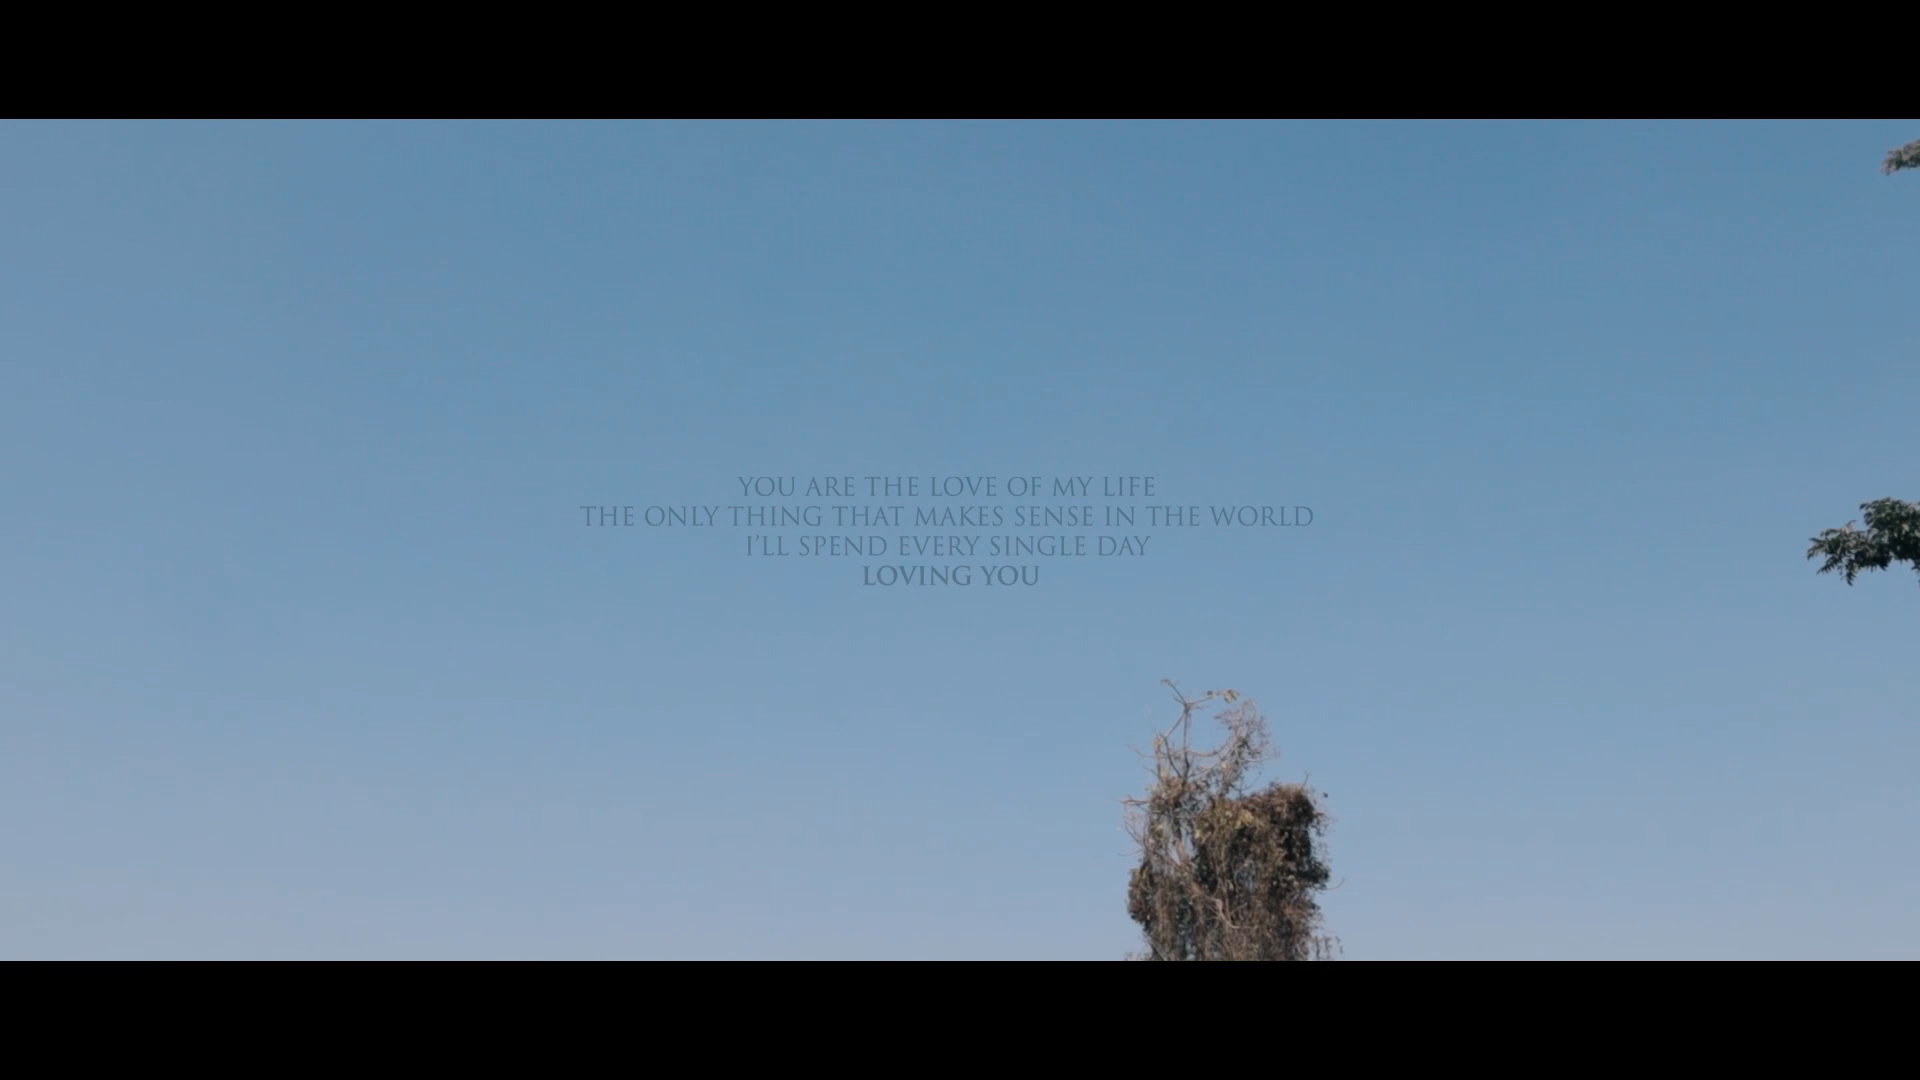 YOU ARE THE LOVE OF MY LIFE
THE ONLY THING THAT MAKES SENSE IN THE WORLD
I'LL SPEND EVERY SINGLE DAY
LOVING YOU